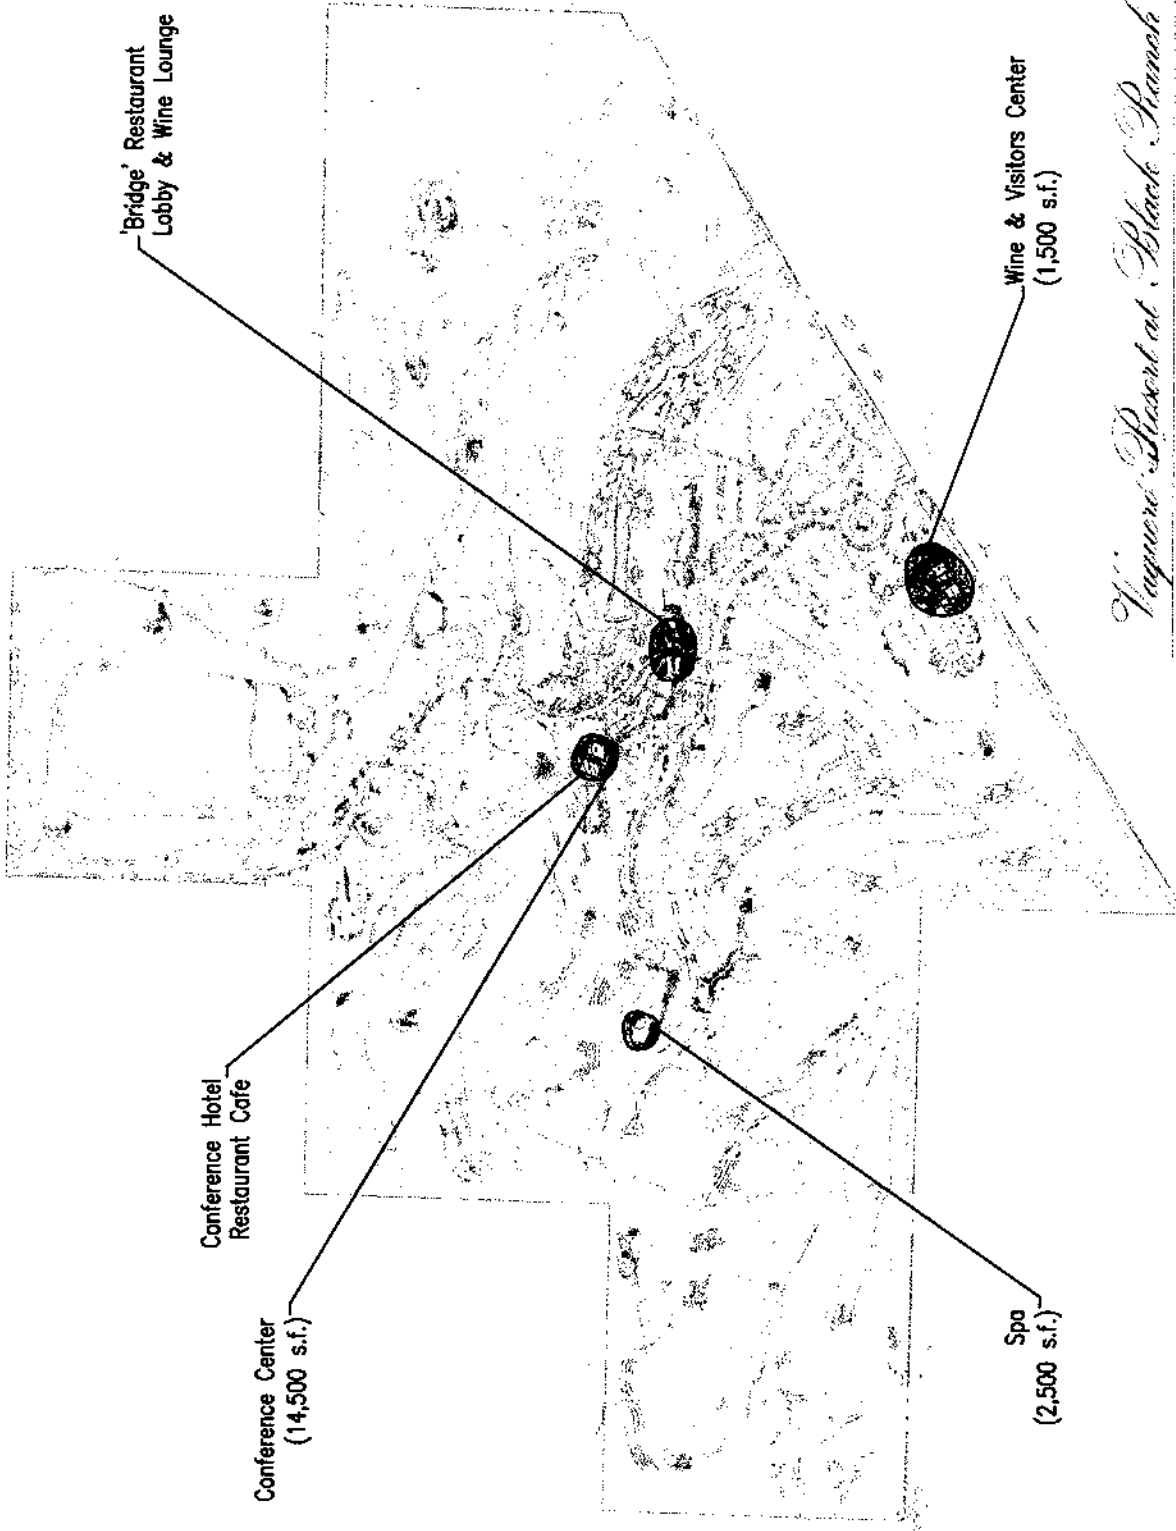 'Bridge' Restaurant
Lobby & Wine Lounge
Conference Hotel
Restaurant Cafe
Conference Center
(14,500 s.f.)
Wine & Visitors Center
(1,500 s.f.)
Spa
(2,500 s.f.)
Vaquero Resort at Black Ranch